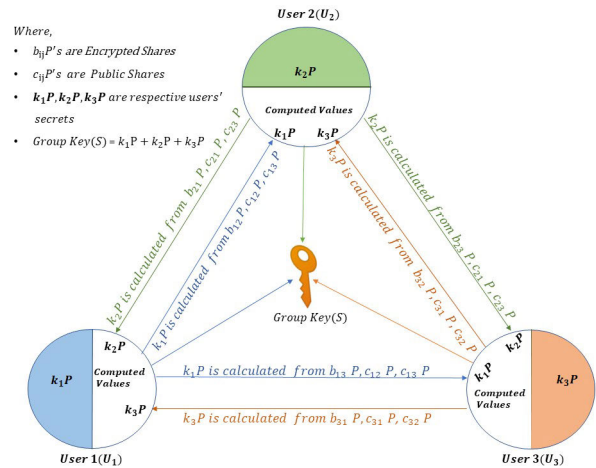 User 2(U₂)
Where,
• b_ij P's are Encrypted Shares
• c_ij P's are Public Shares
• k₁P, k₂P, k₃P are respective users'
secrets
• Group Key(S) = k₁P + k₂P + k₃P
k₂P
Computed Values
k₁P k₃P
k₂P is calculated from b₂₁ P, c₂₁ P, c₂₃ P
k₁P is calculated from b₁₂ P, c₁₂ P, c₁₃ P
k₃P is calculated from b₃₂ P, c₃₁ P, c₃₂ P
k₂P is calculated from b₂₃ P, c₂₁ P, c₂₃ P
Group Key(S)
k₁P
k₂P
Computed
Values
k₃P
k₁P is calculated from b₁₃ P, c₁₂ P, c₁₃ P
k₃P is calculated from b₃₁ P, c₃₁ P, c₃₂ P
k₂P
k₁P
Computed
Values
k₃P
User 1(U₁)
User 3(U₃)